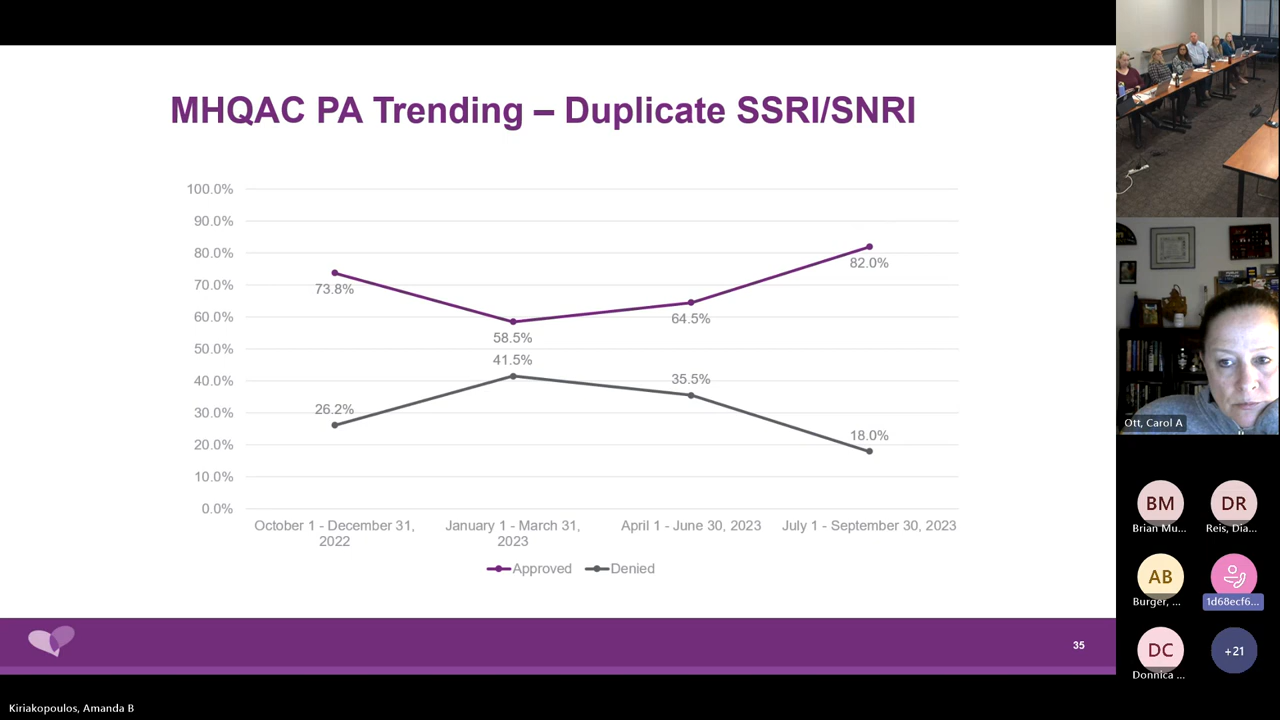 MHQAC PA Trending – Duplicate SSRI/SNRI
100.0%
90.0%
80.0%
70.0%
60.0%
50.0%
40.0%
30.0%
20.0%
10.0%
0.0%
73.8%
58.5%
64.5%
82.0%
26.2%
41.5%
35.5%
18.0%
October 1 - December 31,
2022
January 1 - March 31,
2023
April 1 - June 30, 2023
July 1 - September 30, 2023
Approved
Denied
35
Ott, Carol A
BM
Brian Mu...
DR
Reis, Dia...
AB
Burger, ...
1d68ecf6...
DC
Donnica ...
+21
Kiriakopoulos, Amanda B